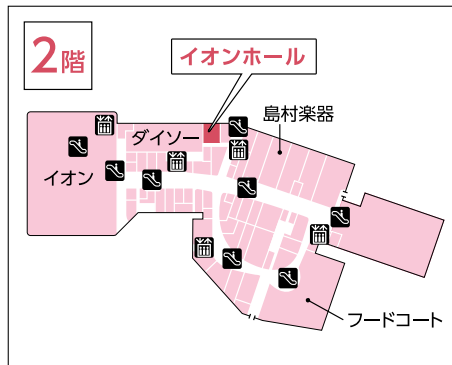 2階
イオンホール
島村楽器
ダイソー
イオン
フードコート